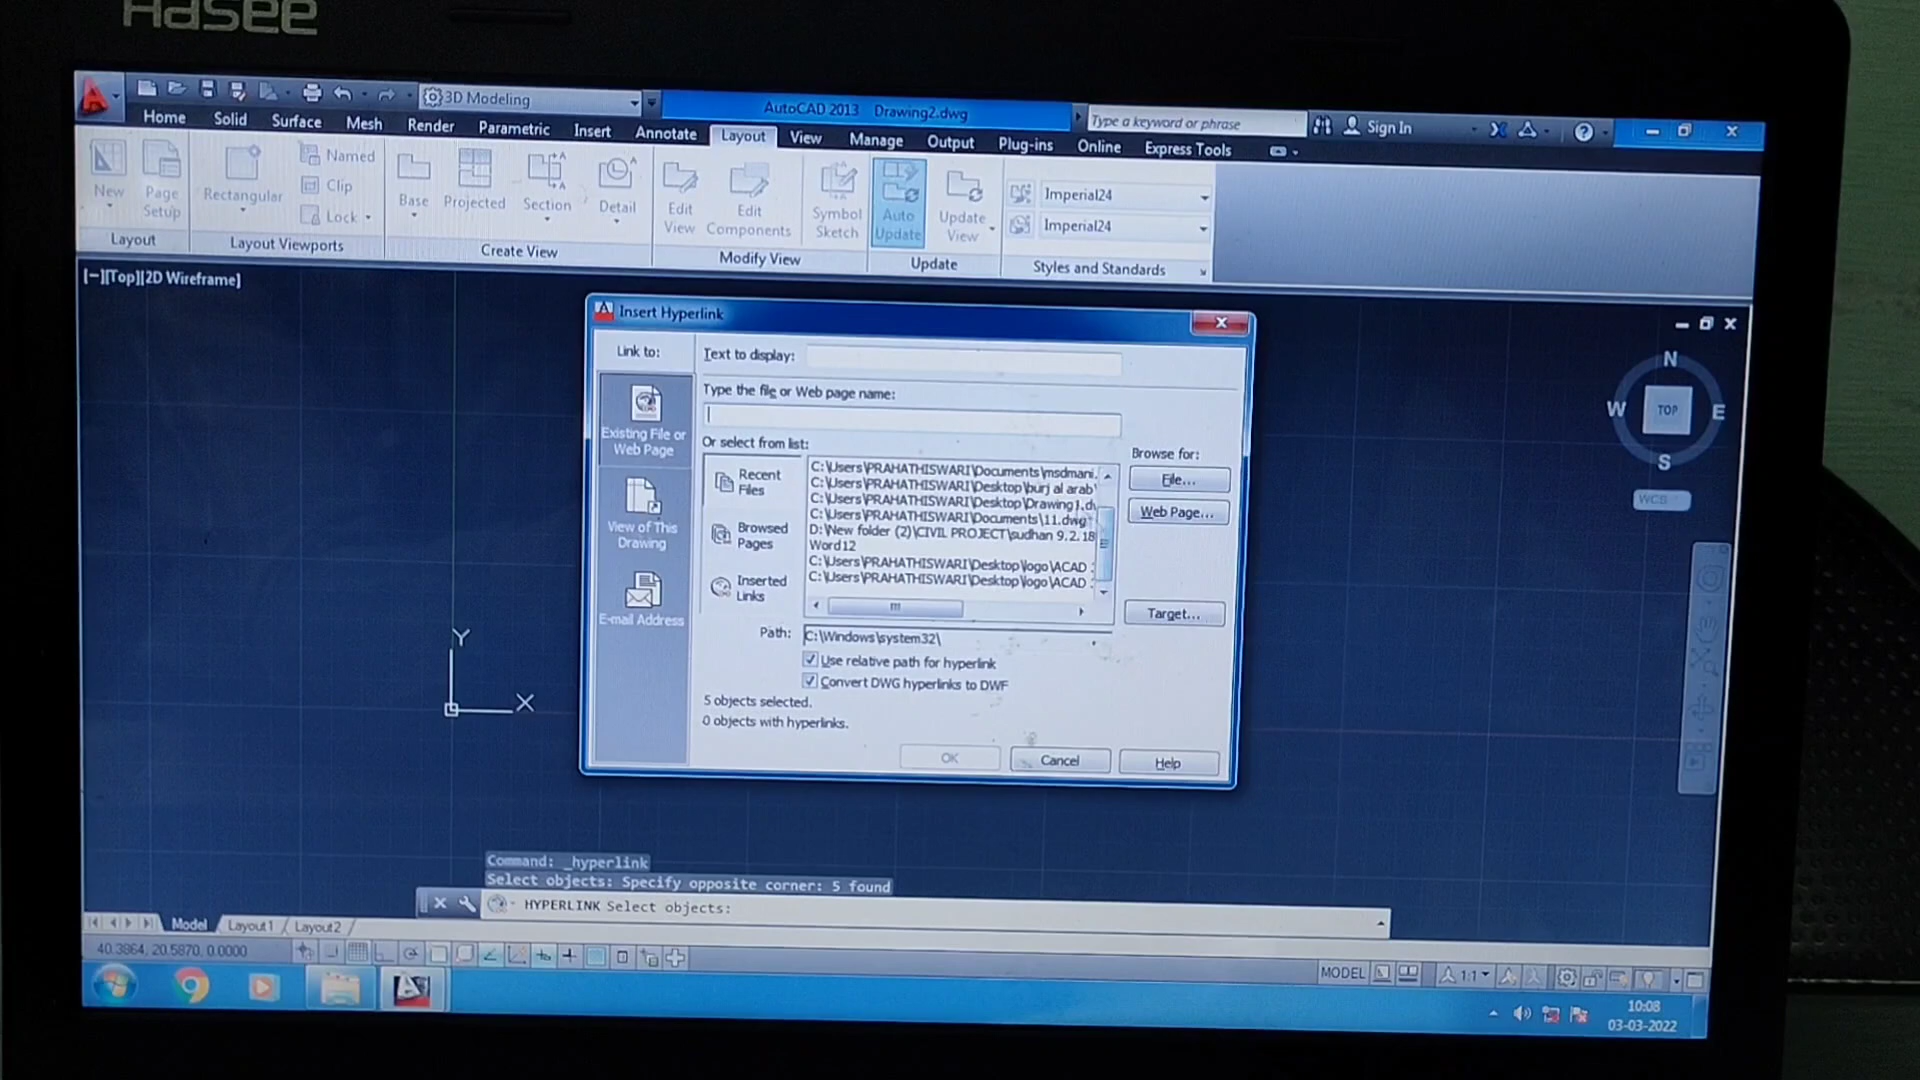 Hasee
3D Modeling
AutoCAD 2013 Drawing2.dwg
Type a keyword or phrase
Sign In
Home Solid Surface Mesh Render Parametric Insert Annotate Layout View Manage Output Plug-ins Online Express Tools
New
Page Setup
Rectangular
Named
Clip
Lock
Base
Projected
Section
Detail
Edit View
Edit Components
Symbol Sketch
Auto Update
Update View
Imperial24
Imperial24
Layout
Layout Viewports
Create View
Modify View
Update
Styles and Standards
[−][Top][2D Wireframe]
Insert Hyperlink
Link to:
Text to display:
Existing File or
Web Page
Type the file or Web page name:
Or select from list:
View of This
Drawing
E-mail Address
Recent
Files
Browsed
Pages
Inserted
Links
C:\Users\PRAHATHISWARI\Documents\msdmani.
C:\Users\PRAHATHISWARI\Desktop\burj al arab\
C:\Users\PRAHATHISWARI\Desktop\Drawing1.dw
C:\Users\PRAHATHISWARI\Documents\11.dwg
D:\New folder (2)\CIVIL PROJECT\sudhan 9.2.18
Word12
C:\Users\PRAHATHISWARI\Desktop\logo\ACAD
C:\Users\PRAHATHISWARI\Desktop\logo\ACAD
Browse for:
File...
Web Page...
Target...
Path: C:\Windows\system32\
Use relative path for hyperlink
Convert DWG hyperlinks to DWF
5 objects selected.
0 objects with hyperlinks.
OK Cancel Help
N
W TOP E
S
WCS
Y
X
Command: _hyperlink
Select objects: Specify opposite corner: 5 found
HYPERLINK Select objects:
Model Layout1 Layout2
40.3864, 20.5870, 0.0000
MODEL
1:1
10:08
03-03-2022